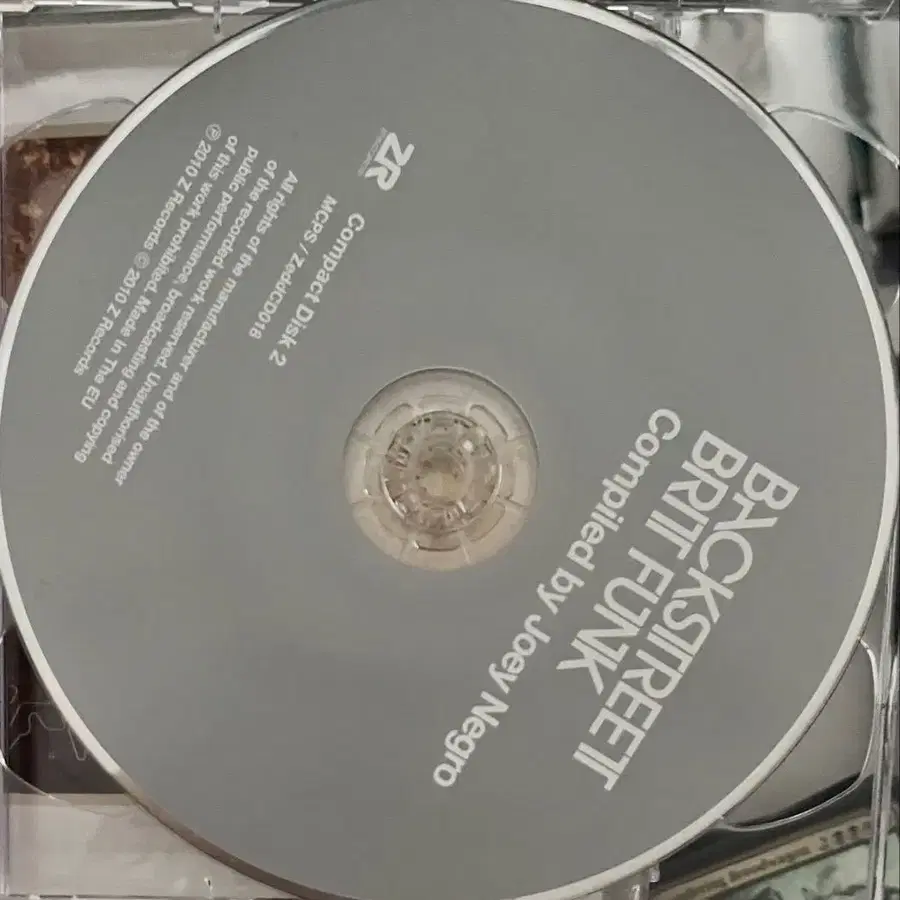 BACKSTREET
BRIT FUNK
Compiled by Joey Negro
ZR
Compact Disk 2
MCPS / ZeddCD018
All rights of the manufacturer and of the owner
of the recorded work reserved. Unauthorised
public performance, broadcasting and copying
of this work prohibited. Made In The EU
℗ 2010 Z Records © 2010 Z Records